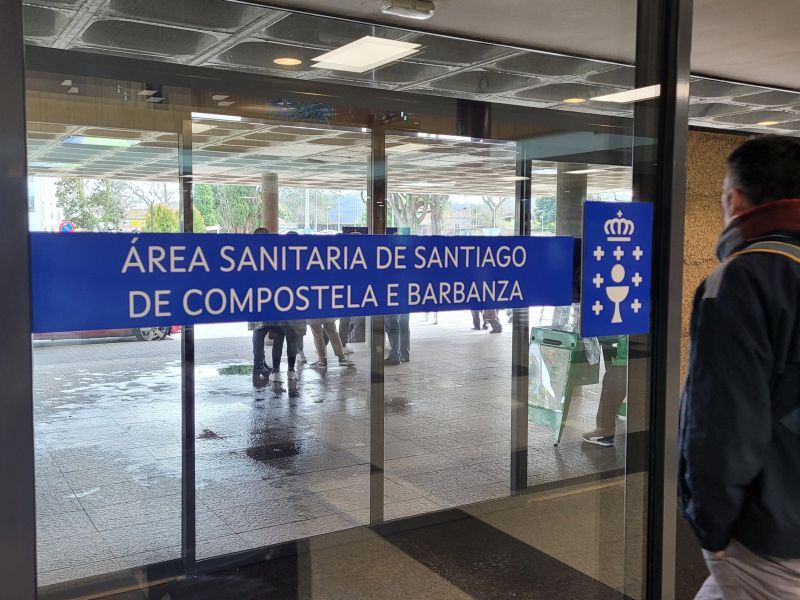 ÁREA SANITARIA DE SANTIAGO
DE COMPOSTELA E BARBANZA